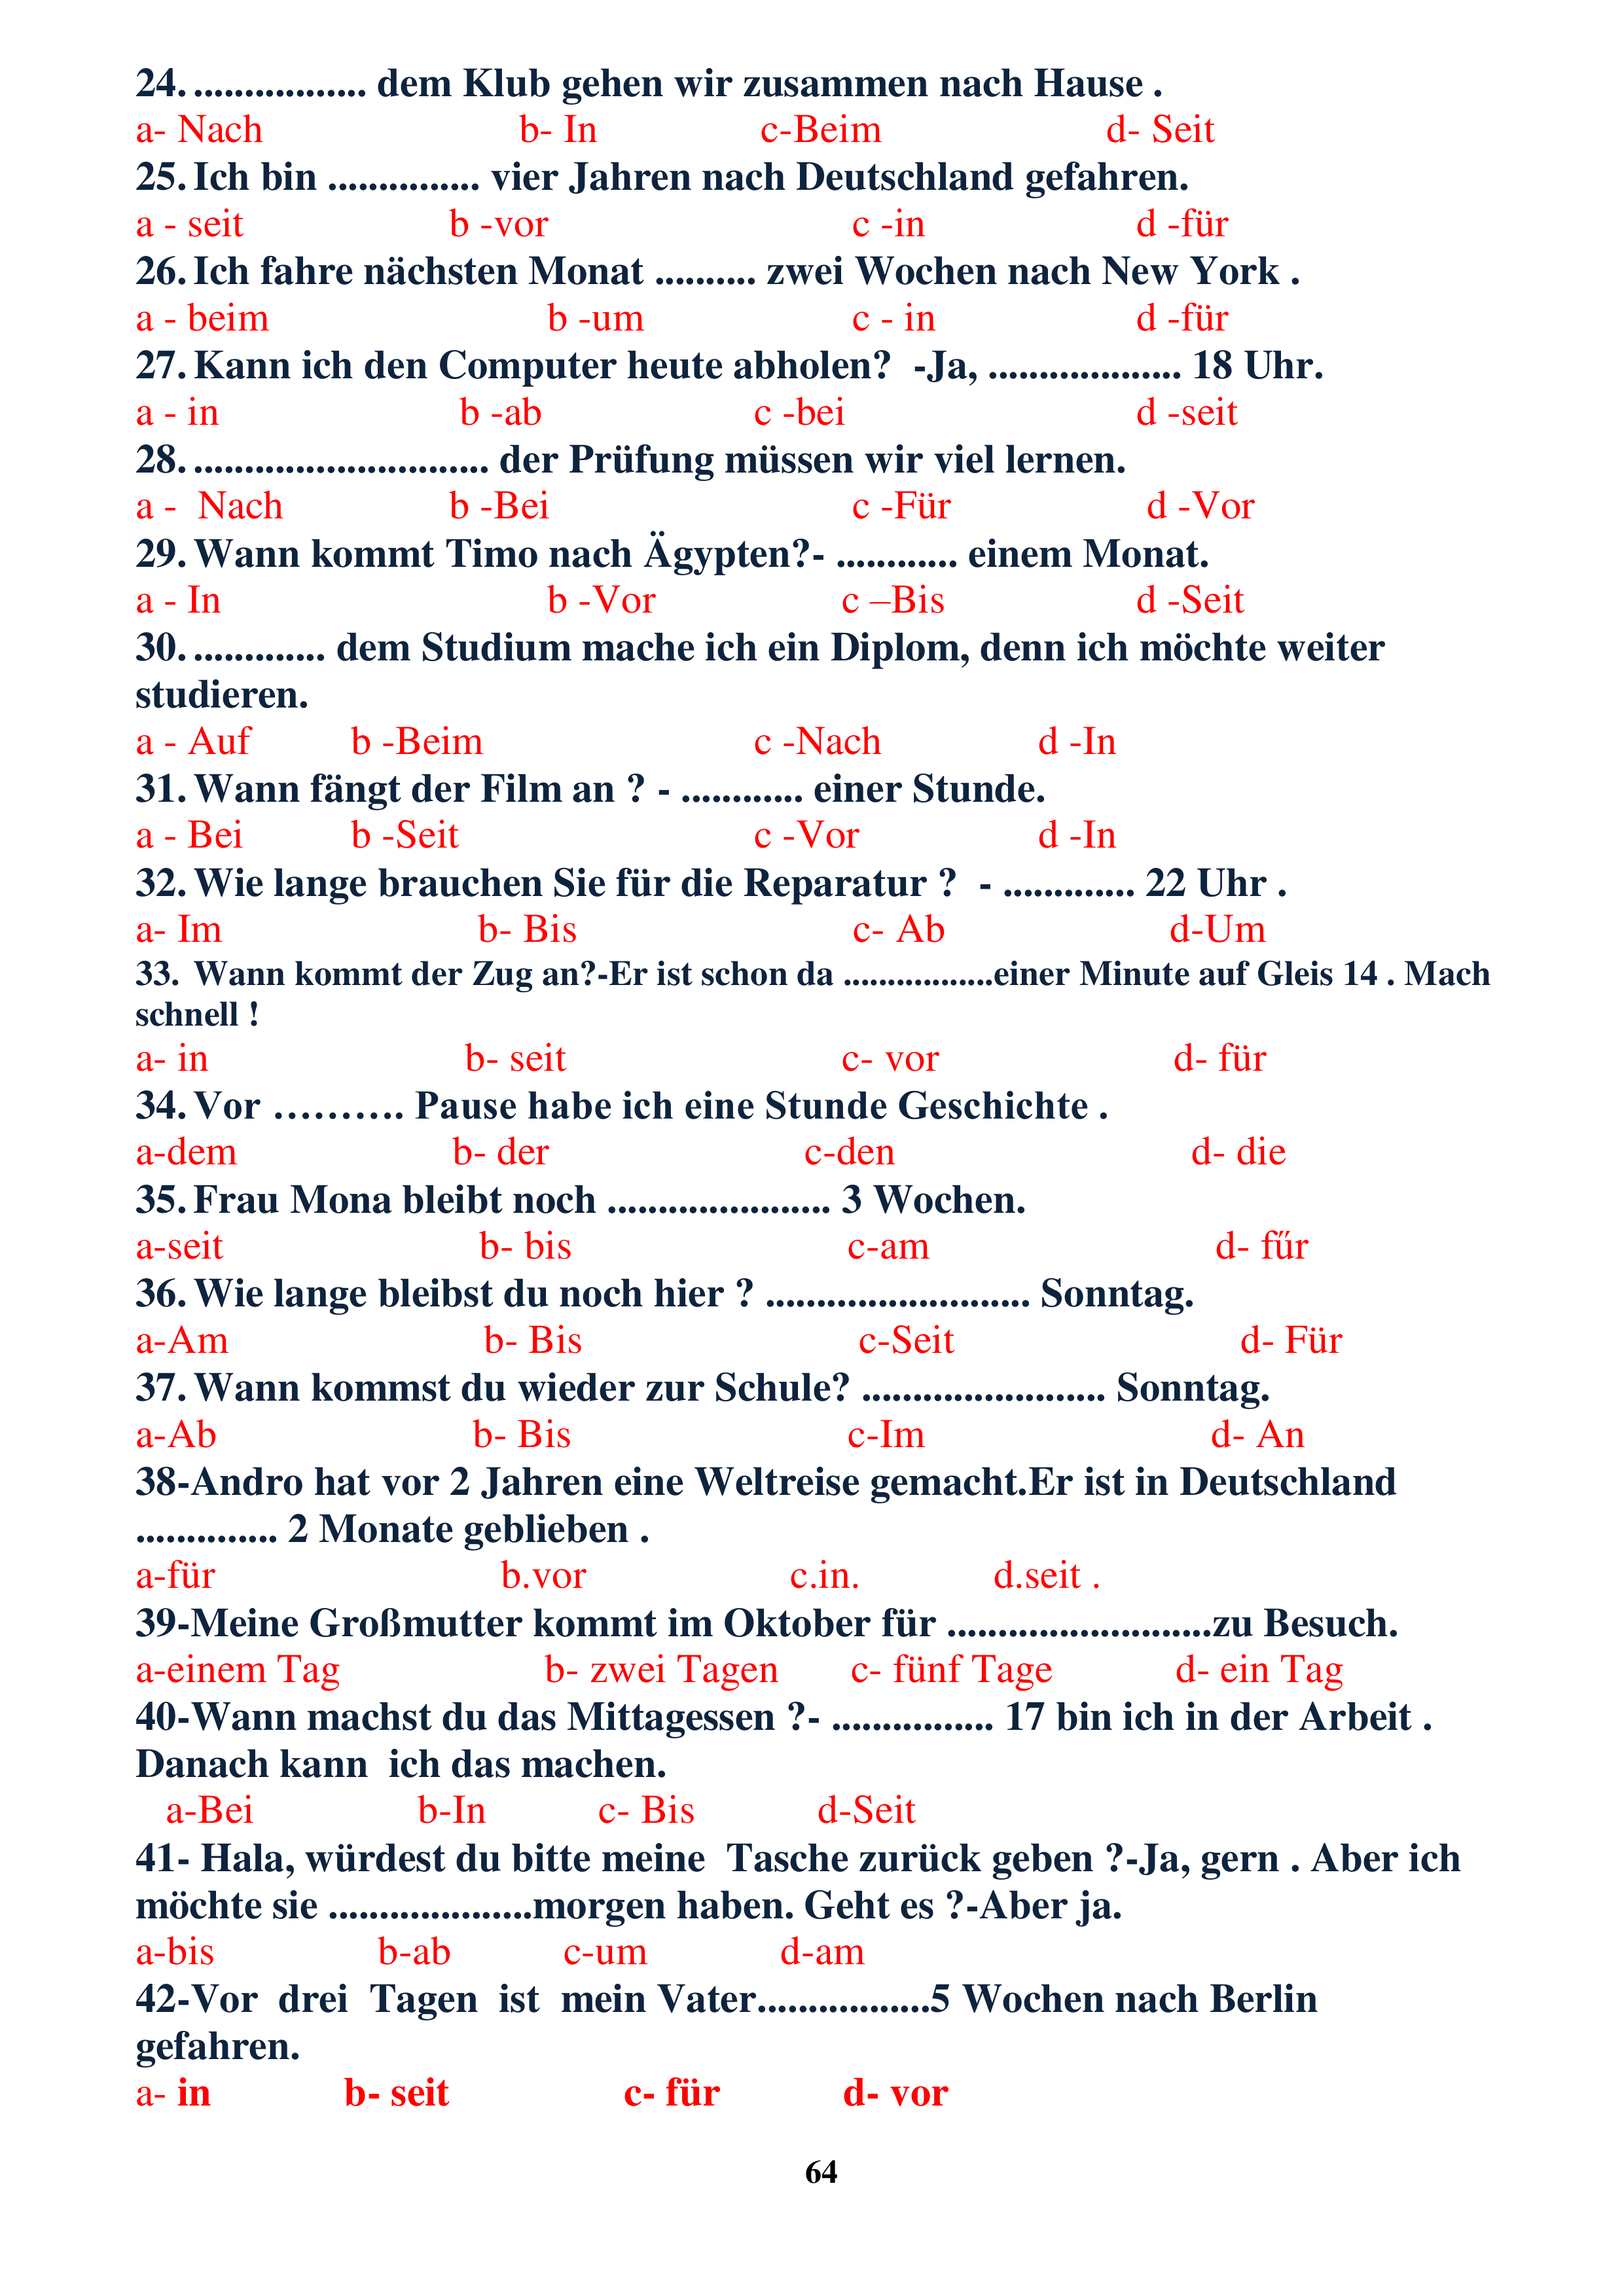 24. ................. dem Klub gehen wir zusammen nach Hause .
a- Nach b- In c-Beim d- Seit
25. Ich bin ............... vier Jahren nach Deutschland gefahren.
a - seit b -vor c -in d -für
26. Ich fahre nächsten Monat .......... zwei Wochen nach New York .
a - beim b -um c - in d -für
27. Kann ich den Computer heute abholen? -Ja, ................... 18 Uhr.
a - in b -ab c -bei d -seit
28. ............................. der Prüfung müssen wir viel lernen.
a - Nach b -Bei c -Für d -Vor
29. Wann kommt Timo nach Ägypten?- ............ einem Monat.
a - In b -Vor c –Bis d -Seit
30. ............. dem Studium mache ich ein Diplom, denn ich möchte weiter
studieren.
a - Auf b -Beim c -Nach d -In
31. Wann fängt der Film an ? - ............ einer Stunde.
a - Bei b -Seit c -Vor d -In
32. Wie lange brauchen Sie für die Reparatur ? - ............. 22 Uhr .
a- Im b- Bis c- Ab d-Um
33. Wann kommt der Zug an?-Er ist schon da .................einer Minute auf Gleis 14 . Mach
schnell !
a- in b- seit c- vor d- für
34. Vor ………. Pause habe ich eine Stunde Geschichte .
a-dem b- der c-den d- die
35. Frau Mona bleibt noch ...................... 3 Wochen.
a-seit b- bis c-am d- fűr
36. Wie lange bleibst du noch hier ? .......................... Sonntag.
a-Am b- Bis c-Seit d- Für
37. Wann kommst du wieder zur Schule? ........................ Sonntag.
a-Ab b- Bis c-Im d- An
38-Andro hat vor 2 Jahren eine Weltreise gemacht.Er ist in Deutschland
.............. 2 Monate geblieben .
a-für b.vor c.in. d.seit .
39-Meine Großmutter kommt im Oktober für ..........................zu Besuch.
a-einem Tag b- zwei Tagen c- fünf Tage d- ein Tag
40-Wann machst du das Mittagessen ?- ................ 17 bin ich in der Arbeit .
Danach kann ich das machen.
a-Bei b-In c- Bis d-Seit
41- Hala, würdest du bitte meine Tasche zurück geben ?-Ja, gern . Aber ich
möchte sie ....................morgen haben. Geht es ?-Aber ja.
a-bis b-ab c-um d-am
42-Vor drei Tagen ist mein Vater.................5 Wochen nach Berlin
gefahren.
a- in b- seit c- für d- vor
64